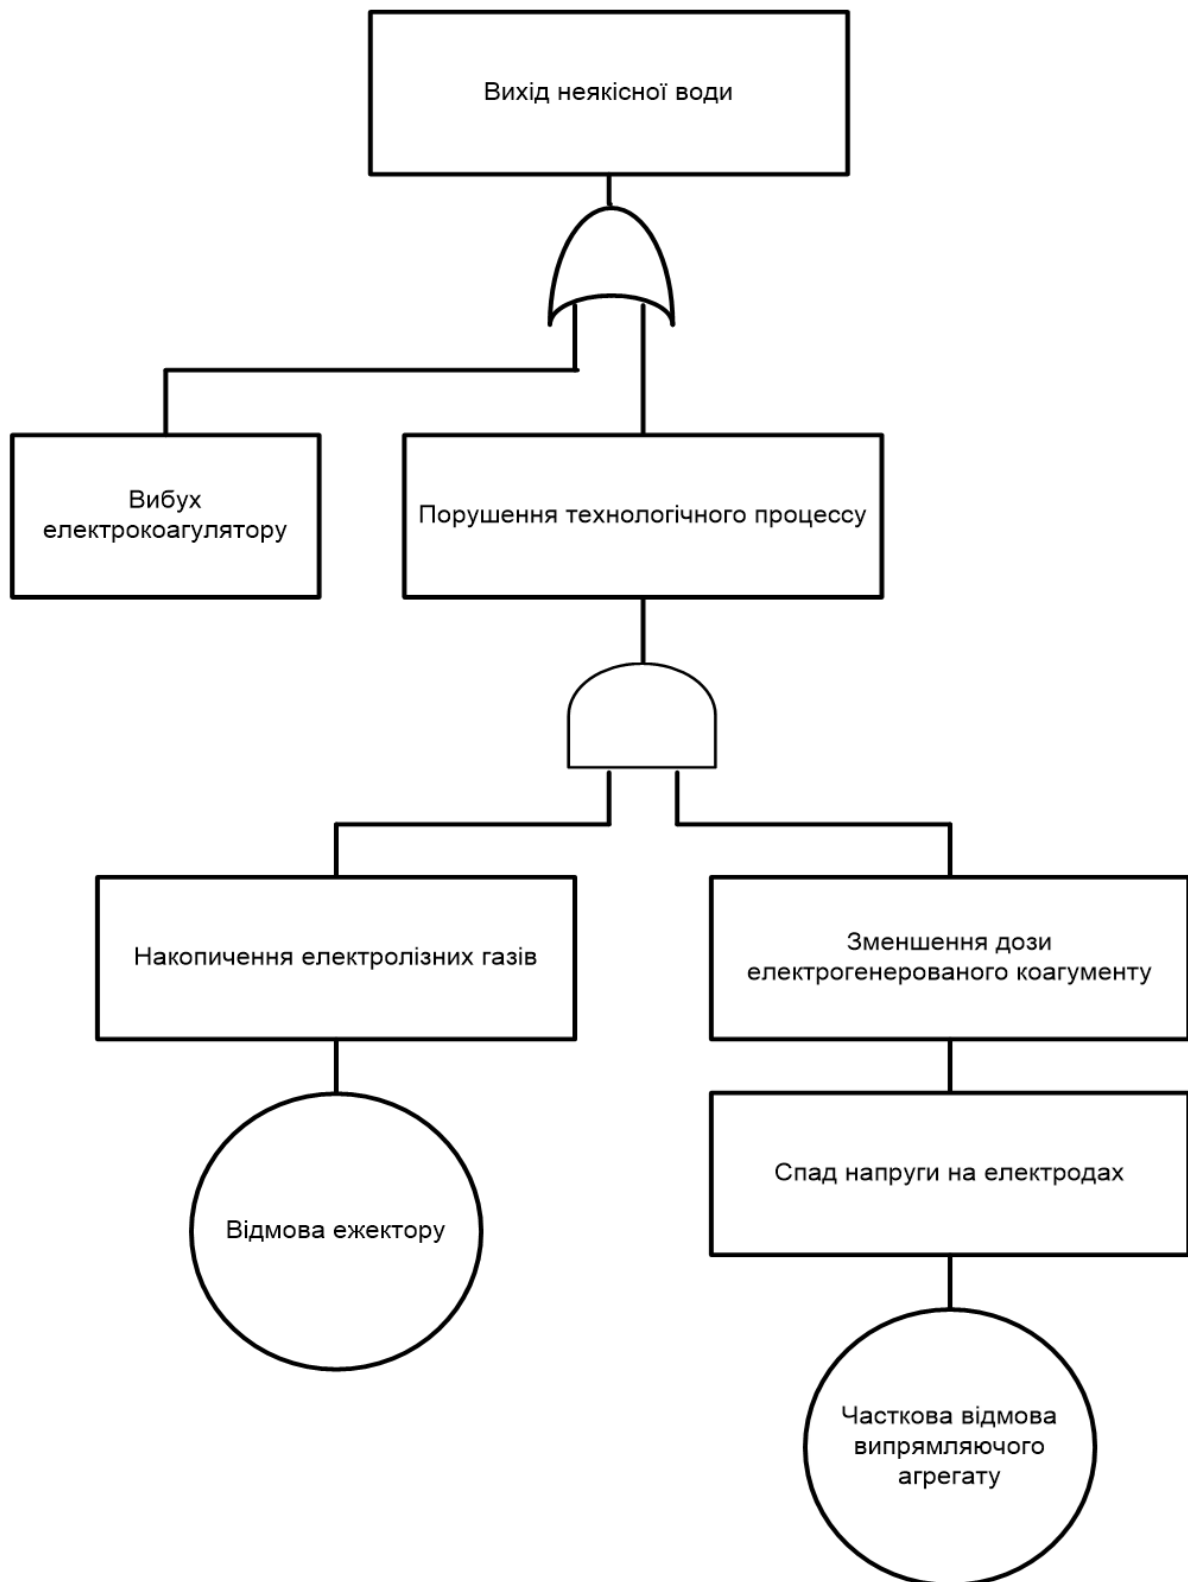 Вихід неякісної води
Вибух
електрокоагулятору
Порушення технологічного процессу
Накопичення електролізних газів
Зменшення дози
електрогенерованого коагументу
Спад напруги на електродах
Відмова ежектору
Часткова відмова
випрямляючого
агрегату